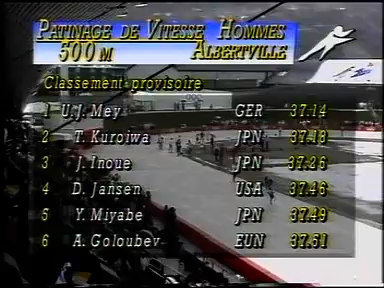 PATINAGE DE VITESSE HOMMES
500 M ALBERTVILLE
Classement provisoire
1 U.J. Mey GER 37.14
2 T. Kuroiwa JPN 37.18
3 J. Inoue JPN 37.26
4 D. Jansen USA 37.46
5 Y. Miyabe JPN 37.49
6 A. Goloubev EUN 37.51